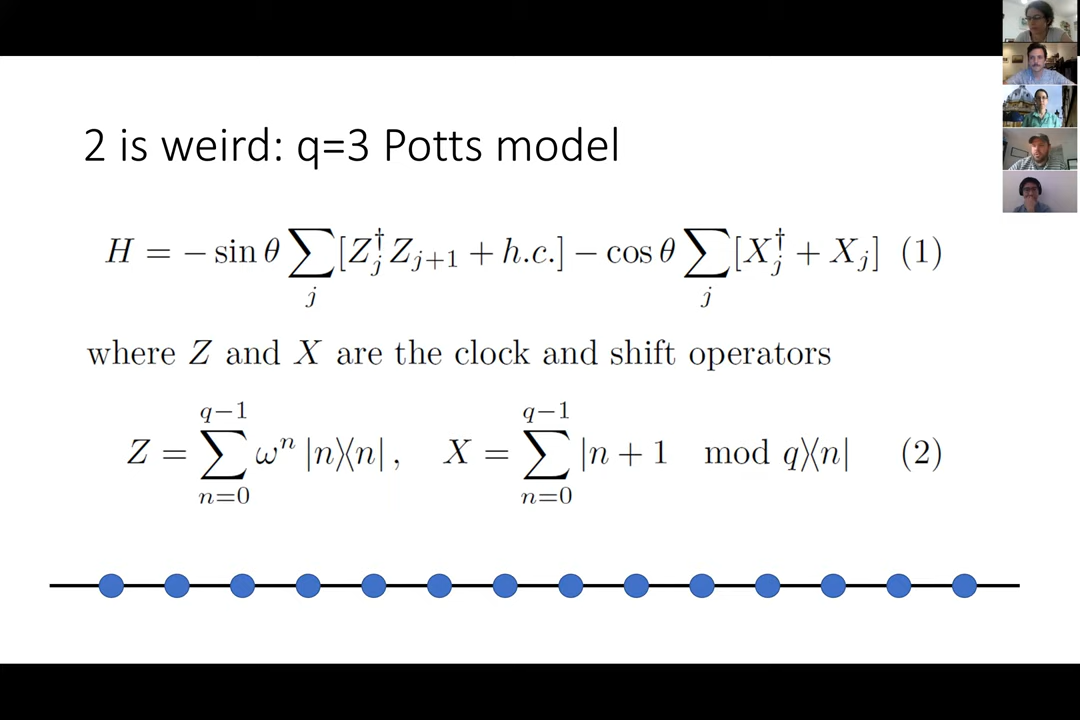 2 is weird: q=3 Potts model
H = − sin θ ∑_j [Z_j^† Z_{j+1} + h.c.] − cos θ ∑_j [X_j^† + X_j] (1)
where Z and X are the clock and shift operators
Z = ∑_{n=0}^{q−1} ω^n |n⟩⟨n| , X = ∑_{n=0}^{q−1} |n + 1 mod q⟩⟨n| (2)